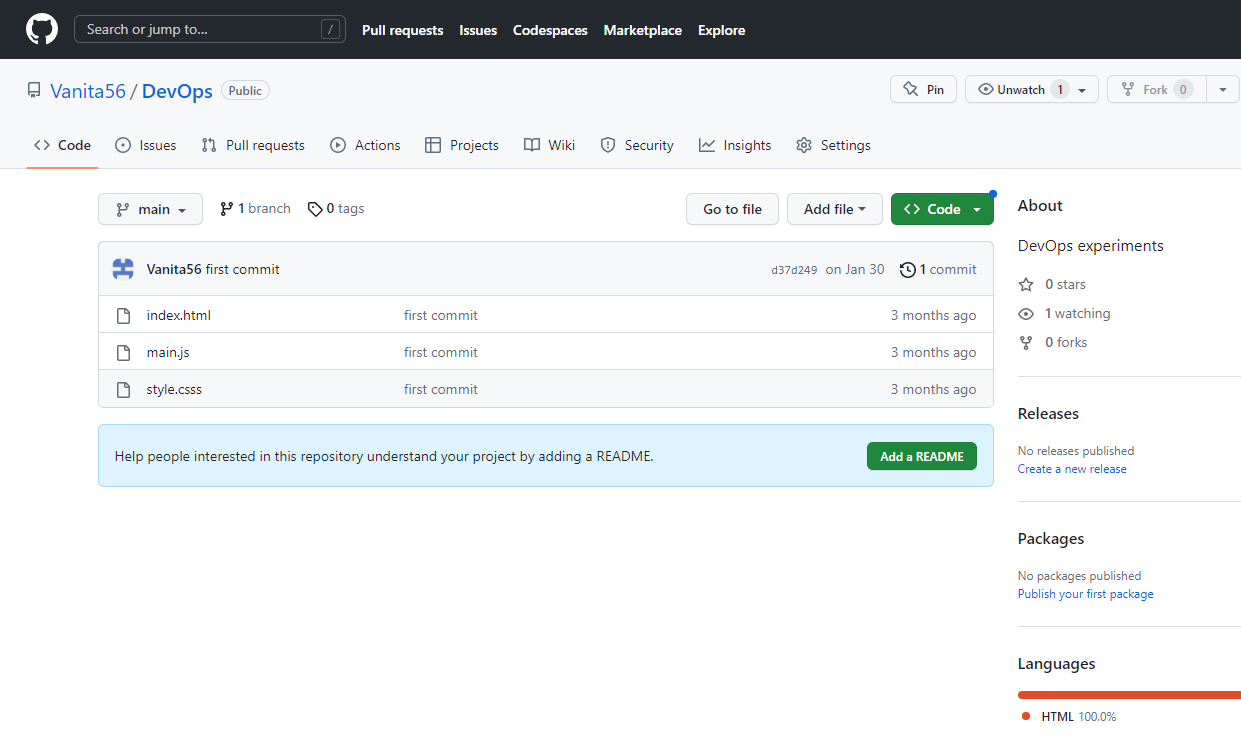 Search or jump to... /
Pull requests Issues Codespaces Marketplace Explore
Vanita56 / DevOps Public
Pin Unwatch 1 Fork 0
Code Issues Pull requests Actions Projects Wiki Security Insights Settings
main 1 branch 0 tags Go to file Add file Code
Vanita56 first commit d37d249 on Jan 30 1 commit
index.html first commit 3 months ago
main.js first commit 3 months ago
style.csss first commit 3 months ago
Help people interested in this repository understand your project by adding a README. Add a README
About
DevOps experiments
0 stars
1 watching
0 forks
Releases
No releases published
Create a new release
Packages
No packages published
Publish your first package
Languages
HTML 100.0%